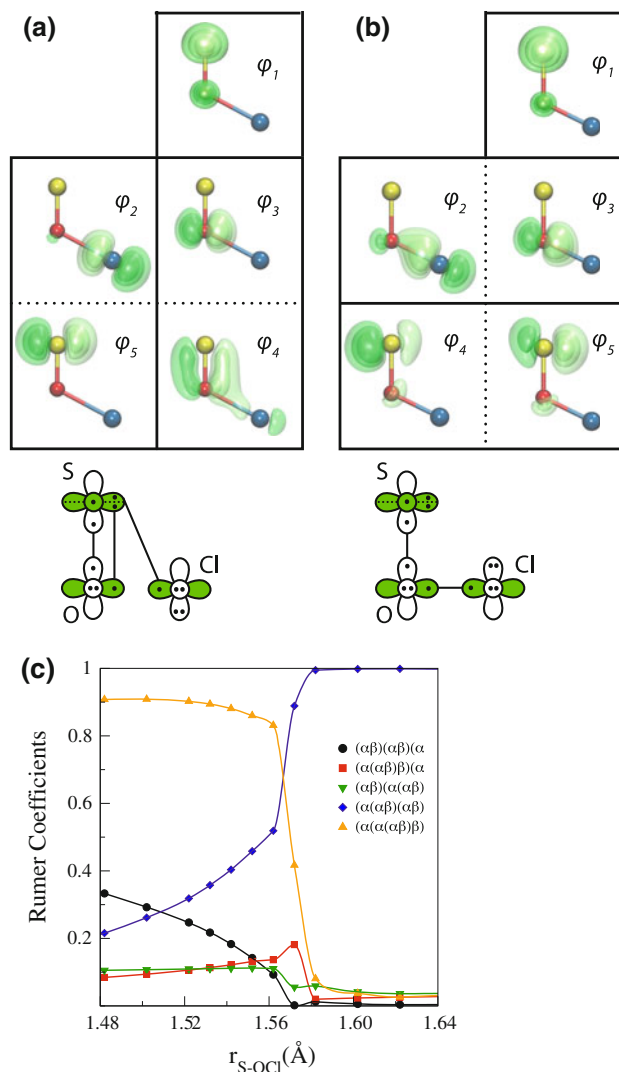 (a)
φ1
φ2
φ3
φ5
φ4
S
O
Cl
(b)
φ1
φ2
φ3
φ4
φ5
S
O
Cl
(c)
Rumer Coefficients
1
0.8
0.6
0.4
0.2
(αβ)(αβ)(α
(α(αβ)β)(α
(αβ)(α(αβ)
(α(αβ)(αβ)
(α(α(αβ)β)
1.48 1.52 1.56 1.60 1.64
rS-OCl(Å)